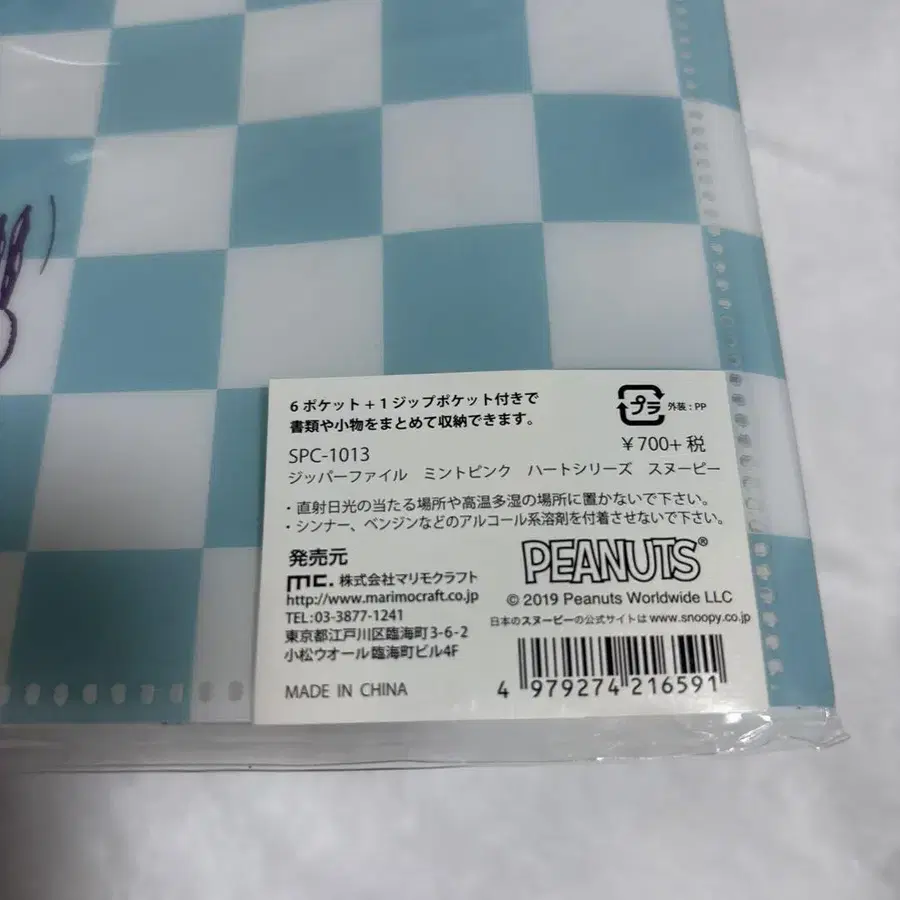 6ポケット+1ジップポケット付きで
書類や小物をまとめて収納できます。
プラ 外装:PP
¥700+税
SPC-1013
ジッパーファイル ミントピンク ハートシリーズ スヌーピー
・直射日光の当たる場所や高温多湿の場所に置かないで下さい。
・シンナー、ベンジンなどのアルコール系溶剤を付着させないで下さい。
発売元
mc. 株式会社マリモクラフト
http://www.marimocraft.co.jp
TEL:03-3877-1241
東京都江戸川区臨海町3-6-2
小松ウオール臨海町ビル4F
MADE IN CHINA
PEANUTS®
© 2019 Peanuts Worldwide LLC
日本のスヌーピーの公式サイトは www.snoopy.co.jp
4 979274 216591